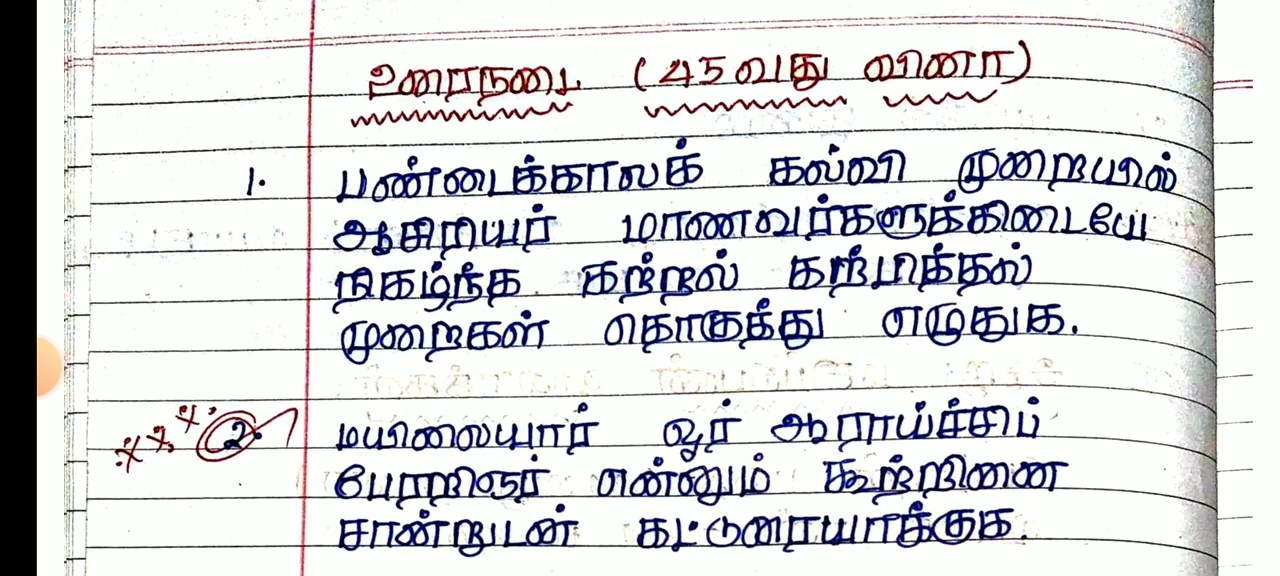 உரைநடை (45வது வினா)
1. பண்டைக்காலக் கல்வி முறையில்
ஆசிரியர் மாணவர்களுக்கிடையே
நிகழ்ந்த கற்றல் கற்பித்தல்
முறைகள் தொகுத்து எழுதுக.
2. மயிலையார் ஓர் ஆராய்ச்சிப்
பேரறிஞர் என்னும் கூற்றினை
சான்றுடன் கட்டுரையாக்குக.